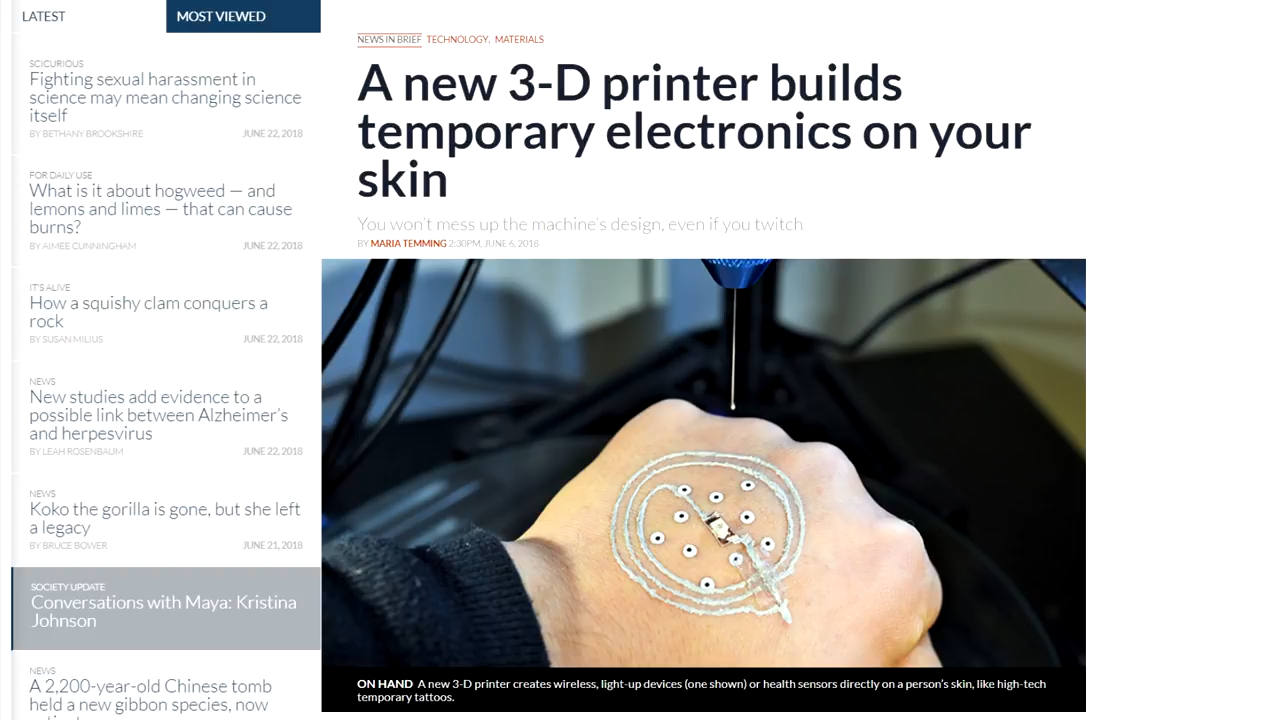 LATEST
MOST VIEWED
SCICURIOUS
Fighting sexual harassment in
science may mean changing science
itself
BY BETHANY BROOKSHIRE JUNE 22, 2018
FOR DAILY USE
What is it about hogweed — and
lemons and limes — that can cause
burns?
BY AIMEE CUNNINGHAM JUNE 22, 2018
IT'S ALIVE
How a squishy clam conquers a
rock
BY SUSAN MILIUS JUNE 22, 2018
NEWS
New studies add evidence to a
possible link between Alzheimer's
and herpesvirus
BY LEAH ROSENBAUM JUNE 22, 2018
NEWS
Koko the gorilla is gone, but she left
a legacy
BY BRUCE BOWER JUNE 21, 2018
SOCIETY UPDATE
Conversations with Maya: Kristina
Johnson
NEWS
A 2,200-year-old Chinese tomb
held a new gibbon species, now
NEWS IN BRIEF TECHNOLOGY, MATERIALS
A new 3-D printer builds
temporary electronics on your
skin
You won't mess up the machine's design, even if you twitch
BY MARIA TEMMING 2:30PM, JUNE 6, 2018
ON HAND A new 3-D printer creates wireless, light-up devices (one shown) or health sensors directly on a person's skin, like high-tech
temporary tattoos.